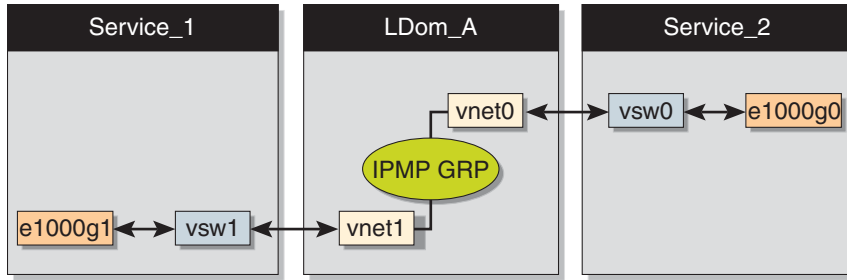 Service_1
LDom_A
Service_2
vnet0
vsw0
e1000g0
IPMP GRP
e1000g1
vsw1
vnet1